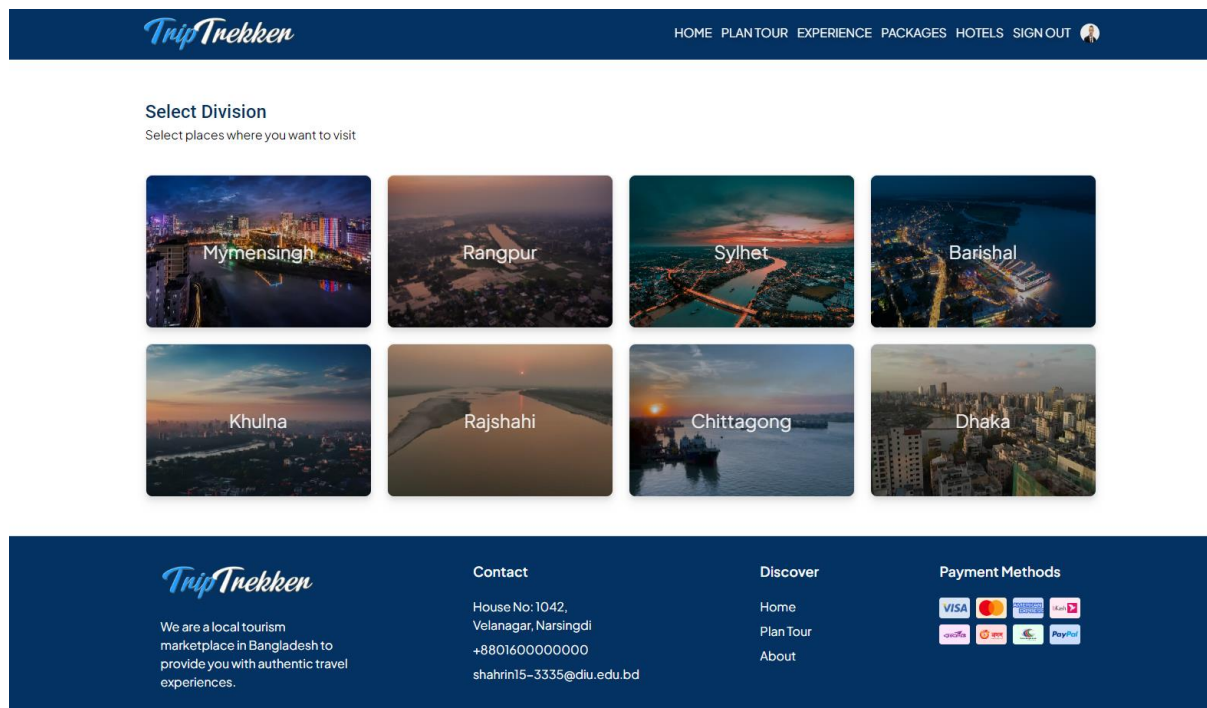 TripTrekker
HOME PLAN TOUR EXPERIENCE PACKAGES HOTELS SIGN OUT
Select Division
Select places where you want to visit
Mymensingh
Rangpur
Sylhet
Barishal
Khulna
Rajshahi
Chittagong
Dhaka
TripTrekker
We are a local tourism
marketplace in Bangladesh to
provide you with authentic travel
experiences.
Contact
House No: 1042,
Velanagar, Narsingdi
+8801600000000
shahrin15-3335@diu.edu.bd
Discover
Home
Plan Tour
About
Payment Methods
VISA
AMERICAN EXPRESS
bKash
PayPal